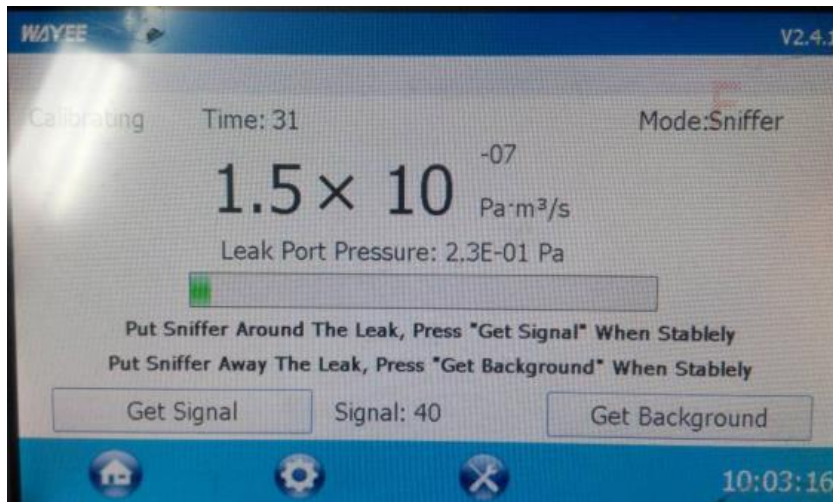 WAYEE
V2.4.1
Calibrating Time: 31 Mode:Sniffer
1.5× 10 -07 Pa·m³/s
Leak Port Pressure: 2.3E-01 Pa
Put Sniffer Around The Leak, Press "Get Signal" When Stablely
Put Sniffer Away The Leak, Press "Get Background" When Stablely
Get Signal Signal: 40 Get Background
10:03:16